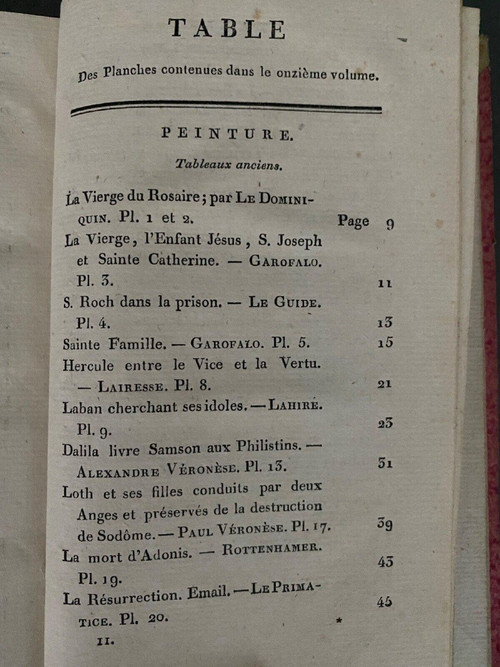 TABLE
Des Planches contenues dans le onzième volume.
PEINTURE.
Tableaux anciens.
La Vierge du Rosaire; par LE DOMINI-
QUIN. Pl. 1 et 2. Page 9
La Vierge, l'Enfant Jésus, S. Joseph
et Sainte Catherine. — GAROFALO.
Pl. 3. 11
S. Roch dans la prison. — LE GUIDE.
Pl. 4. 13
Sainte Famille. — GAROFALO. Pl. 5. 15
Hercule entre le Vice et la Vertu.
— LAIRESSE. Pl. 8. 21
Laban cherchant ses idoles. — LAHIRE.
Pl. 9. 23
Dalila livre Samson aux Philistins. —
ALEXANDRE VÉRONÈSE. Pl. 13. 31
Loth et ses filles conduits par deux
Anges et préservés de la destruction
de Sodôme. — PAUL VÉRONÈSE. Pl. 17. 39
La mort d'Adonis. — ROTTENHAMER.
Pl. 19. 43
La Résurrection. Émail. — LE PRIMA-
TICE. Pl. 20. 45
11. *